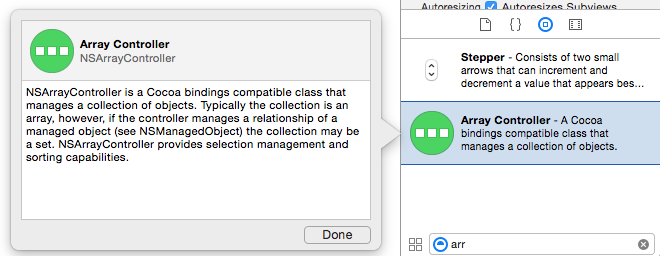 Array Controller
NSArrayController
NSArrayController is a Cocoa bindings compatible class that
manages a collection of objects. Typically the collection is an
array, however, if the controller manages a relationship of a
managed object (see NSManagedObject) the collection may be
a set. NSArrayController provides selection management and
sorting capabilities.
Done
Autoresizing Autoresizes Subviews
{}
Stepper - Consists of two small
arrows that can increment and
decrement a value that appears bes...
Array Controller - A Cocoa
bindings compatible class that
manages a collection of objects.
arr